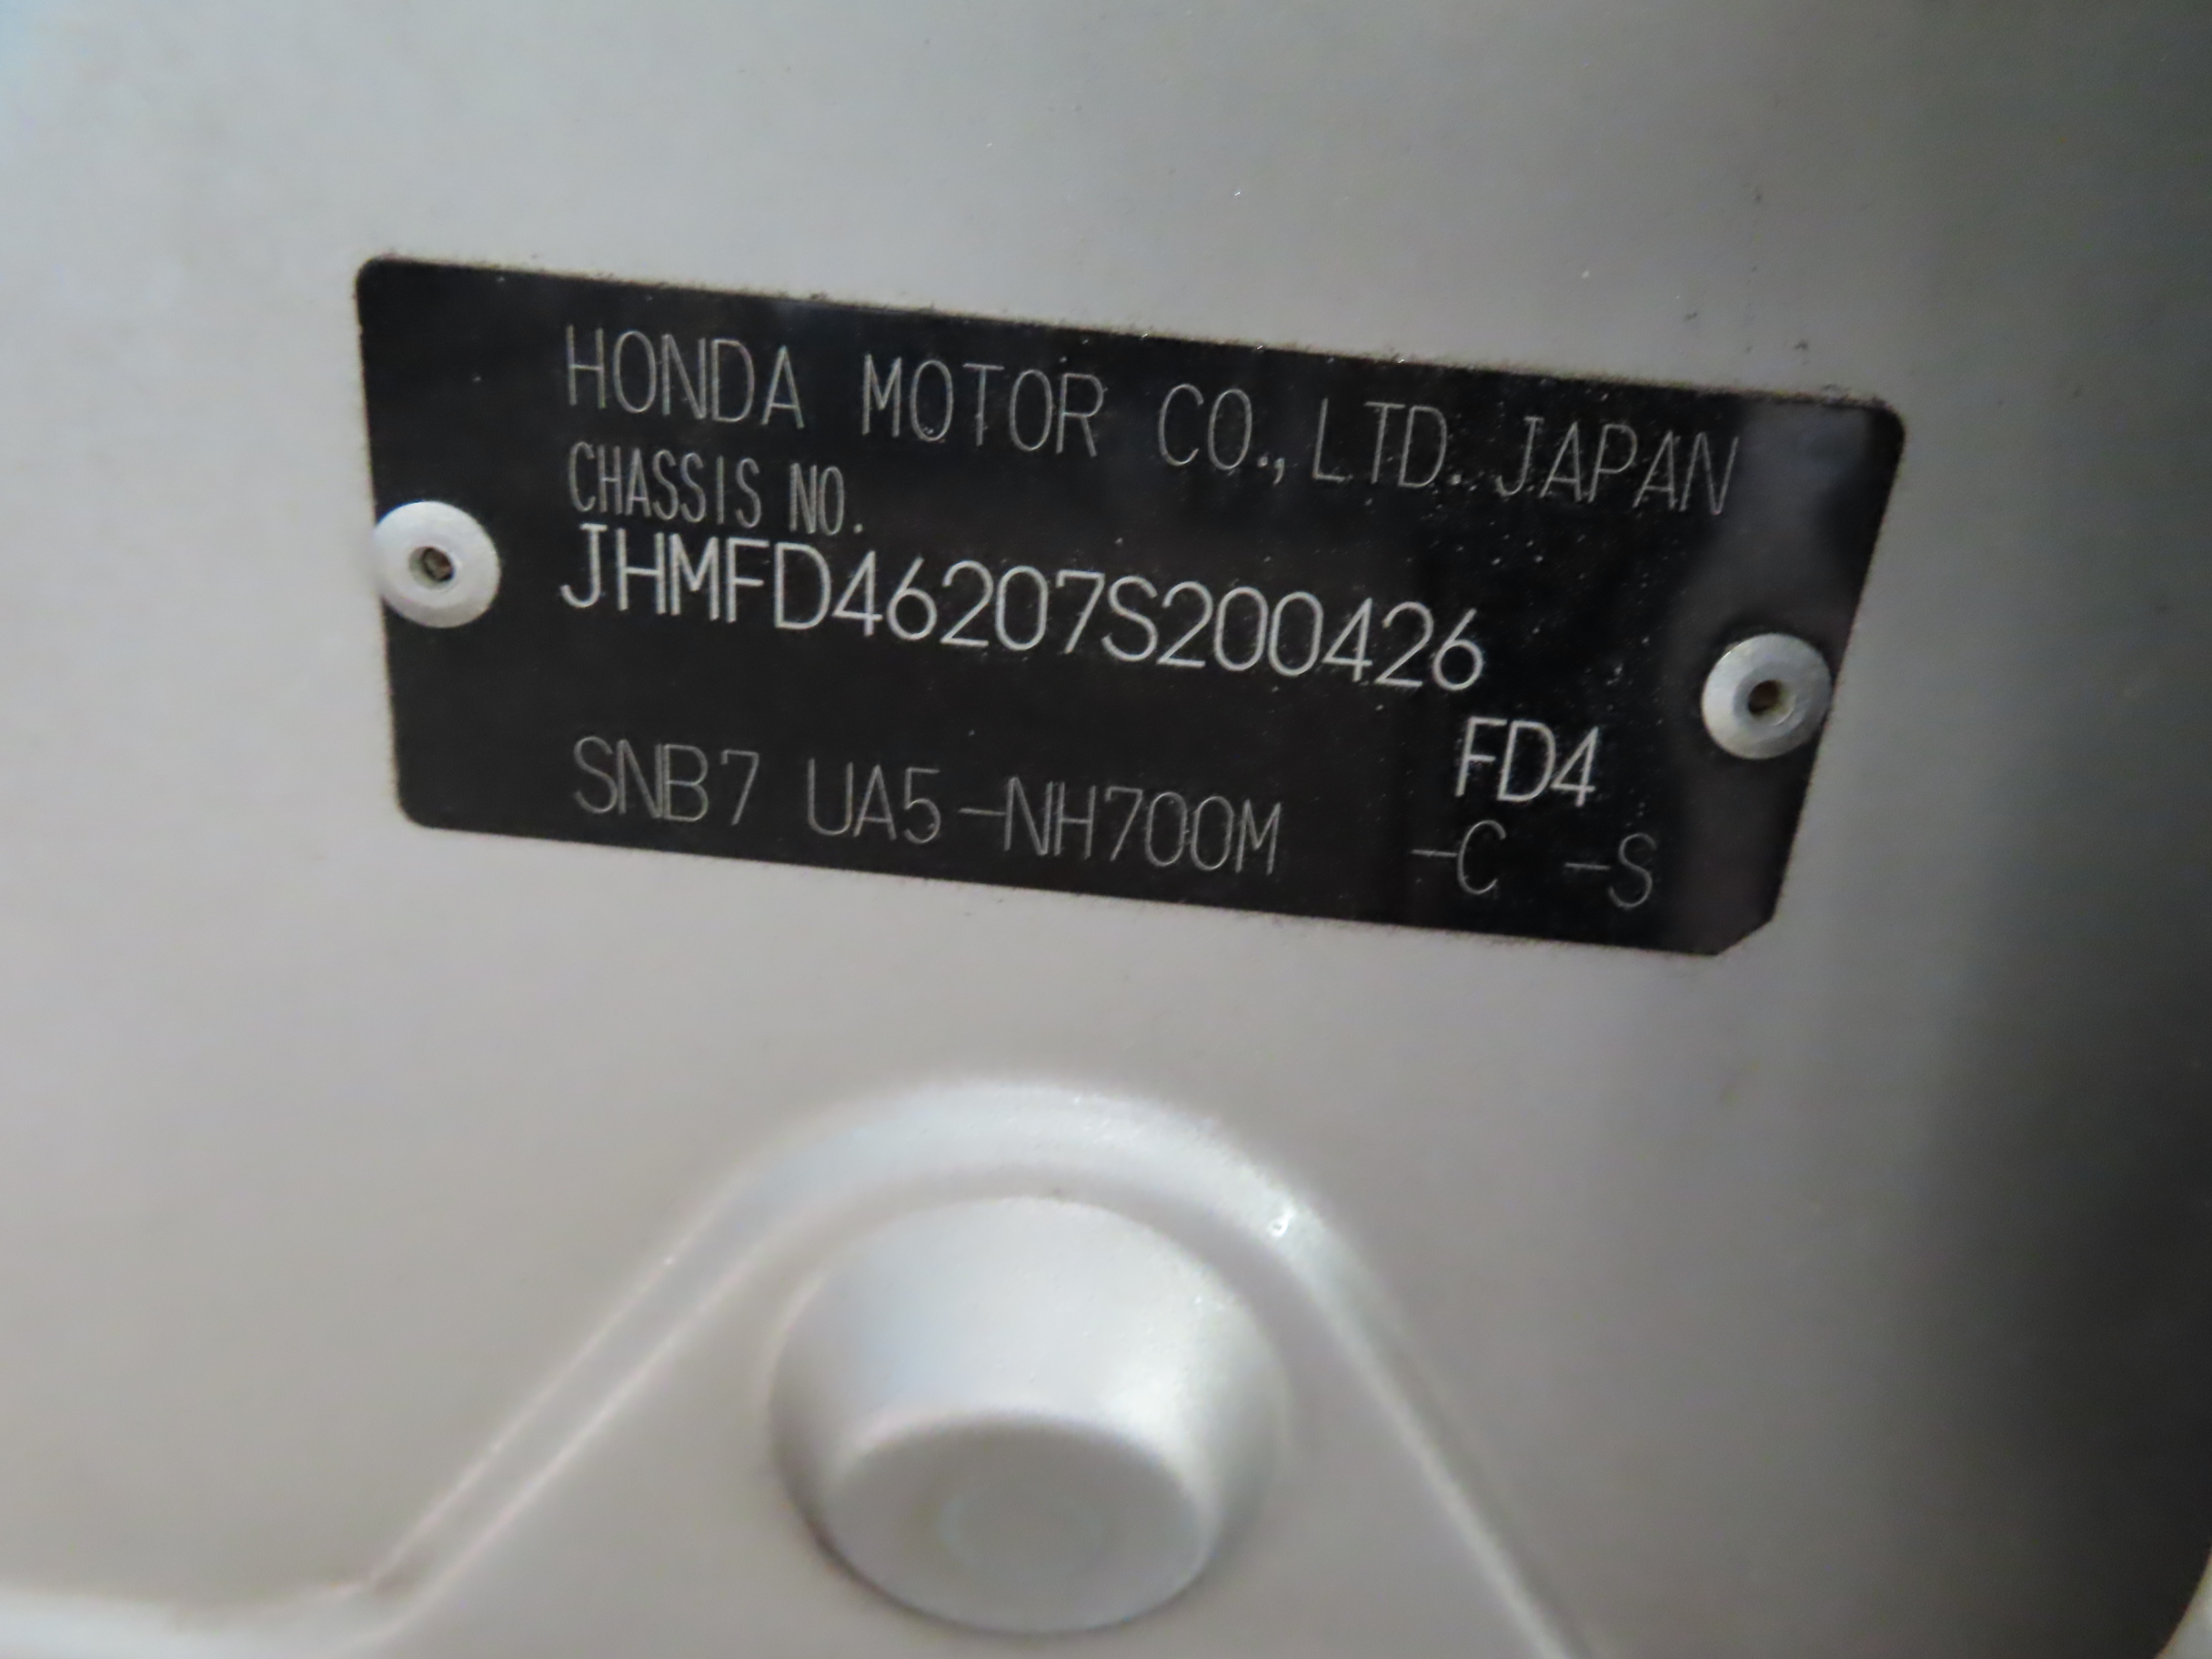 HONDA MOTOR CO.,LTD. JAPAN
CHASSIS NO.
JHMFD46207S200426
FD4
SNB7 UA5-NH700M -C -S